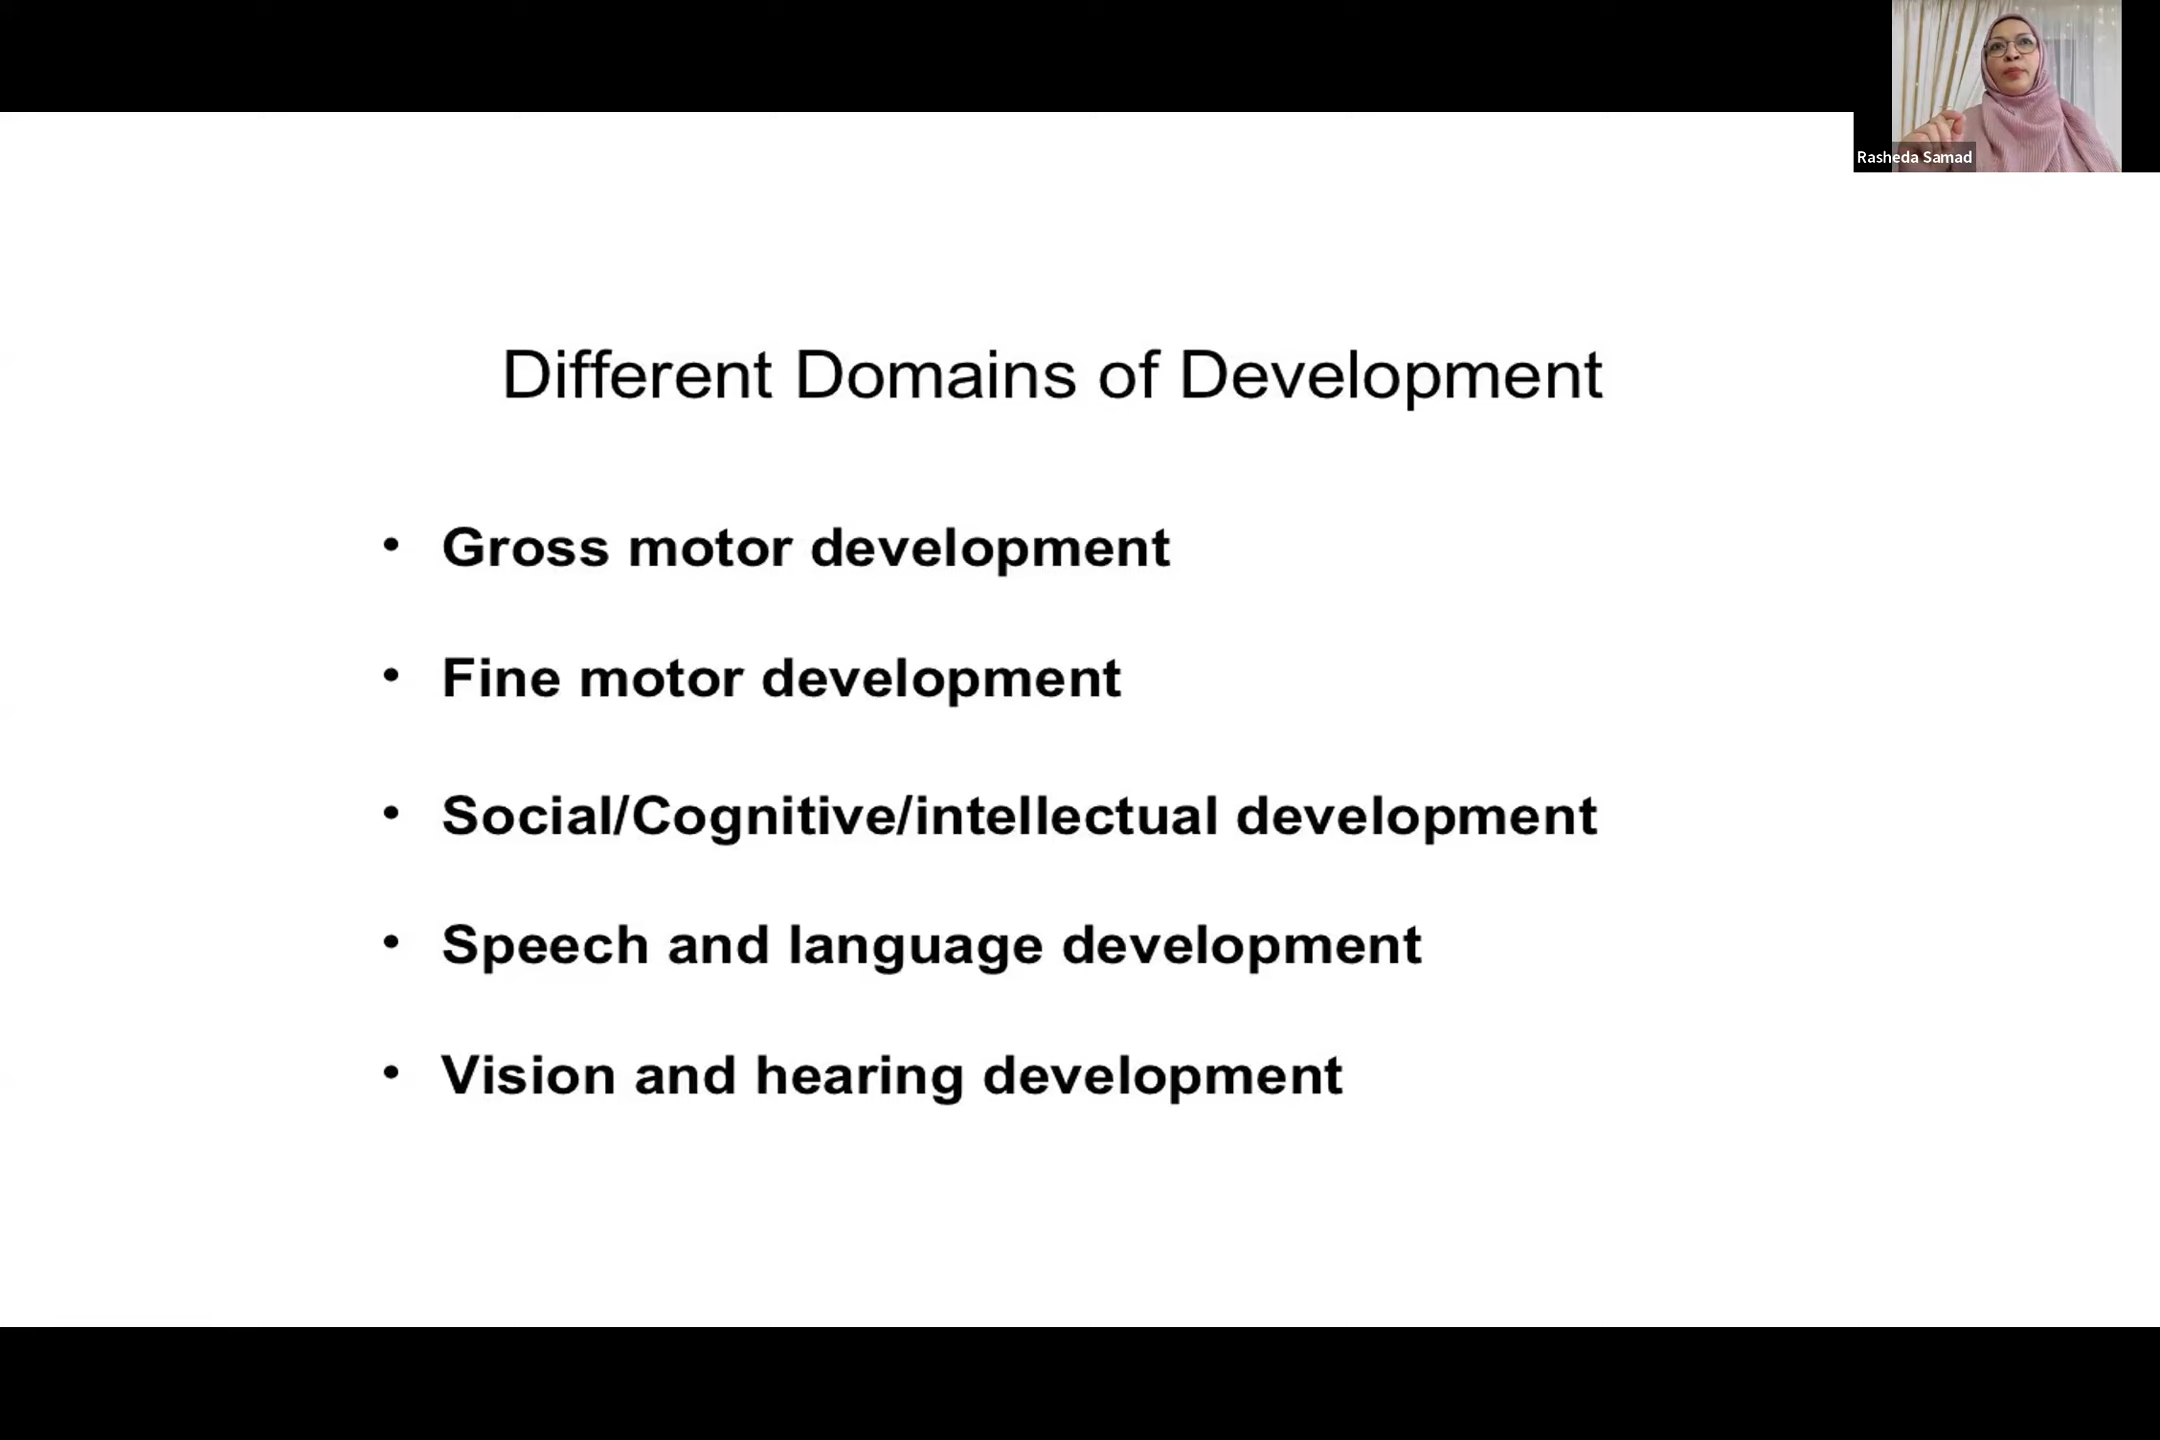 Rasheda Samad
Different Domains of Development
• Gross motor development
• Fine motor development
• Social/Cognitive/intellectual development
• Speech and language development
• Vision and hearing development